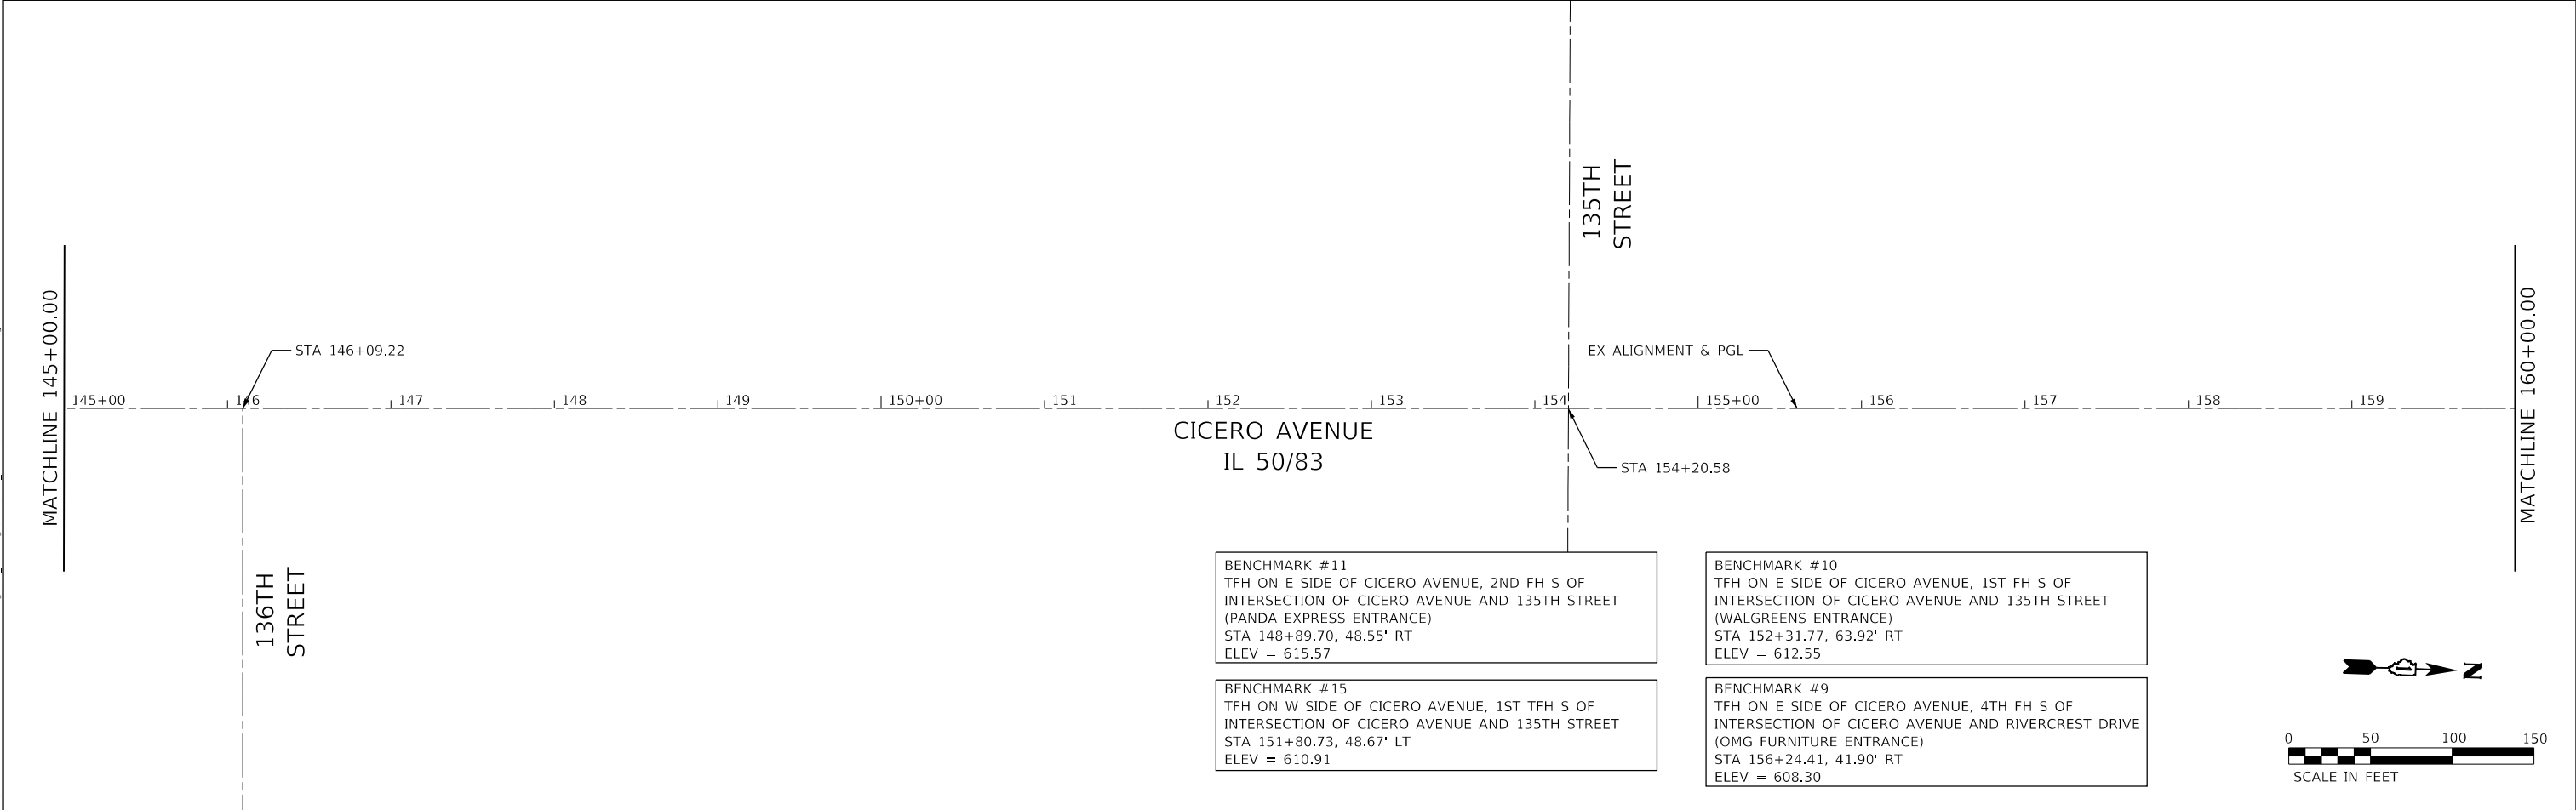 135TH
STREET
MATCHLINE 145+00.00
MATCHLINE 160+00.00
STA 146+09.22
EX ALIGNMENT & PGL
145+00 146 147 148 149 150+00 151 152 153 154 155+00 156 157 158 159
CICERO AVENUE
IL 50/83
STA 154+20.58
136TH
STREET
BENCHMARK #11
TFH ON E SIDE OF CICERO AVENUE, 2ND FH S OF
INTERSECTION OF CICERO AVENUE AND 135TH STREET
(PANDA EXPRESS ENTRANCE)
STA 148+89.70, 48.55' RT
ELEV = 615.57
BENCHMARK #10
TFH ON E SIDE OF CICERO AVENUE, 1ST FH S OF
INTERSECTION OF CICERO AVENUE AND 135TH STREET
(WALGREENS ENTRANCE)
STA 152+31.77, 63.92' RT
ELEV = 612.55
BENCHMARK #15
TFH ON W SIDE OF CICERO AVENUE, 1ST TFH S OF
INTERSECTION OF CICERO AVENUE AND 135TH STREET
STA 151+80.73, 48.67' LT
ELEV = 610.91
BENCHMARK #9
TFH ON E SIDE OF CICERO AVENUE, 4TH FH S OF
INTERSECTION OF CICERO AVENUE AND RIVERCREST DRIVE
(OMG FURNITURE ENTRANCE)
STA 156+24.41, 41.90' RT
ELEV = 608.30
N
0 50 100 150
SCALE IN FEET